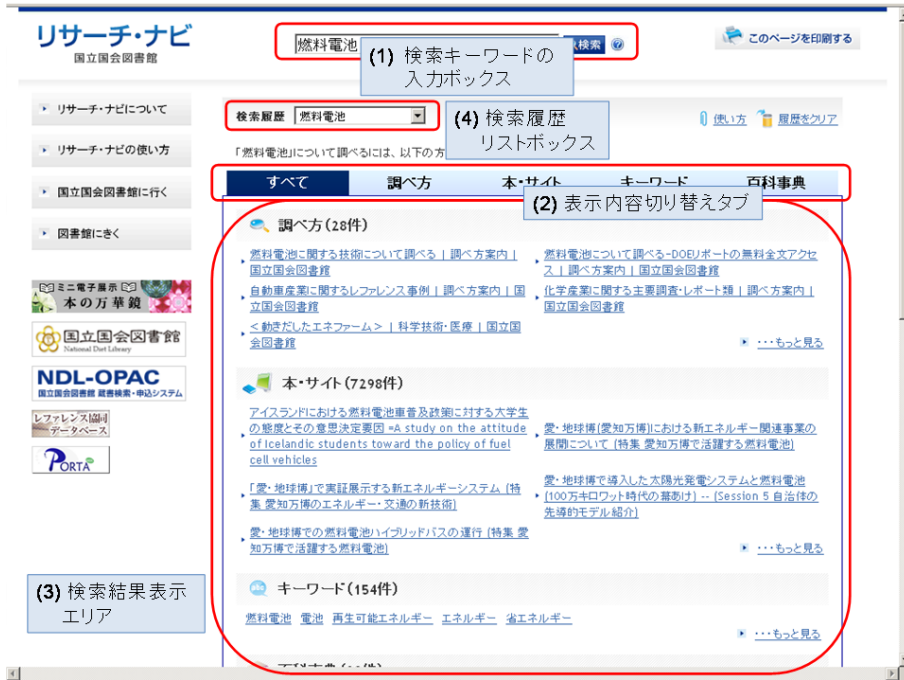 リサーチ・ナビ
国立国会図書館
燃料電池
検索
このページを印刷する
(1) 検索キーワードの
入力ボックス
リサーチ・ナビについて
リサーチ・ナビの使い方
国立国会図書館に行く
図書館にきく
検索履歴 燃料電池
(4) 検索履歴
リストボックス
使い方 履歴をクリア
「燃料電池」について調べるには、以下の方
すべて 調べ方 本・サイト キーワード 百科事典
(2) 表示内容切り替えタブ
調べ方(28件)
燃料電池に関する技術について調べる | 調べ方案内 |
国立国会図書館
燃料電池について調べる-DOEリポートの無料全文アクセ
ス | 調べ方案内 | 国立国会図書館
自動車産業に関するレファレンス事例 | 調べ方案内 | 国
立国会図書館
化学産業に関する主要調査・レポート類 | 調べ方案内 |
国立国会図書館
<動きだしたエネファーム> | 科学技術・医療 | 国立国
会図書館
・・・もっと見る
ミニ電子展示
本の万華鏡
国立国会図書館
National Diet Library
NDL-OPAC
国立国会図書館 蔵書検索・申込システム
レファレンス協同
データベース
PORTA
本・サイト(7298件)
アイスランドにおける燃料電池車普及政策に対する大学生
の態度とその意思決定要因 =A study on the attitude
of Icelandic students toward the policy of fuel
cell vehicles
愛・地球博(愛知万博)における新エネルギー関連事業の
展開について (特集 愛知万博で活躍する燃料電池)
「愛・地球博」で実証展示する新エネルギーシステム (特
集 愛知万博のエネルギー・交通の新技術)
愛・地球博で導入した太陽光発電システムと燃料電池
(100万キロワット時代の幕あけ) -- (Session 5 自治体の
先導的モデル紹介)
愛・地球博での燃料電池ハイブリッドバスの運行 (特集 愛
知万博で活躍する燃料電池)
・・・もっと見る
(3) 検索結果表示
エリア
キーワード(154件)
燃料電池 電池 再生可能エネルギー エネルギー 省エネルギー
・・・もっと見る